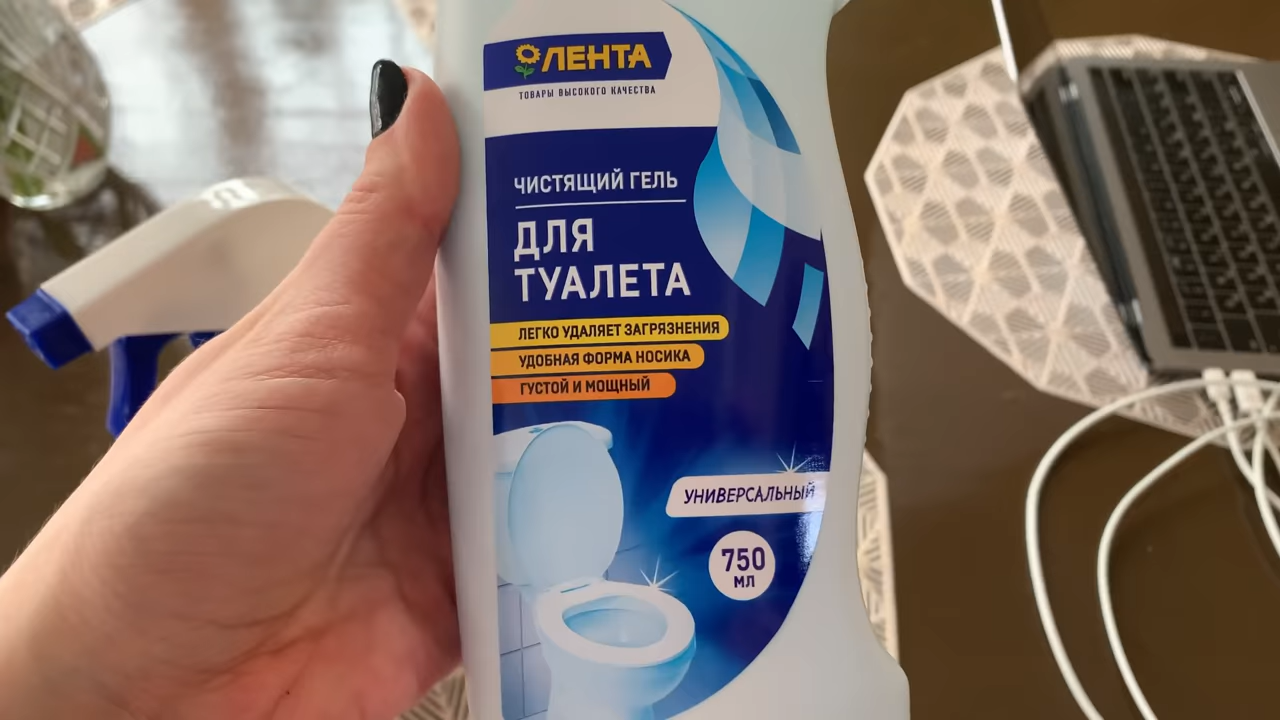 ЛЕНТА
ТОВАРЫ ВЫСОКОГО КАЧЕСТВА
ЧИСТЯЩИЙ ГЕЛЬ
ДЛЯ
ТУАЛЕТА
ЛЕГКО УДАЛЯЕТ ЗАГРЯЗНЕНИЯ
УДОБНАЯ ФОРМА НОСИКА
ГУСТОЙ И МОЩНЫЙ
УНИВЕРСАЛЬНЫЙ
750
МЛ